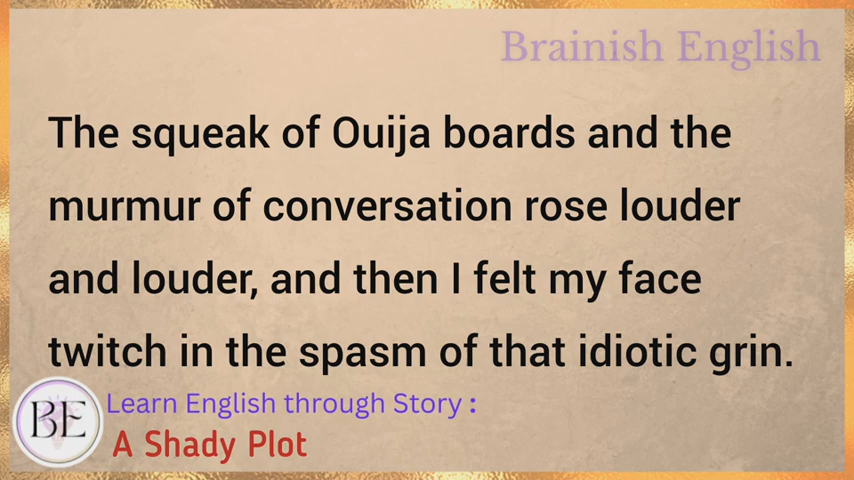 Brainish English
The squeak of Ouija boards and the
murmur of conversation rose louder
and louder, and then I felt my face
twitch in the spasm of that idiotic grin.
BE
Learn English through Story :
A Shady Plot